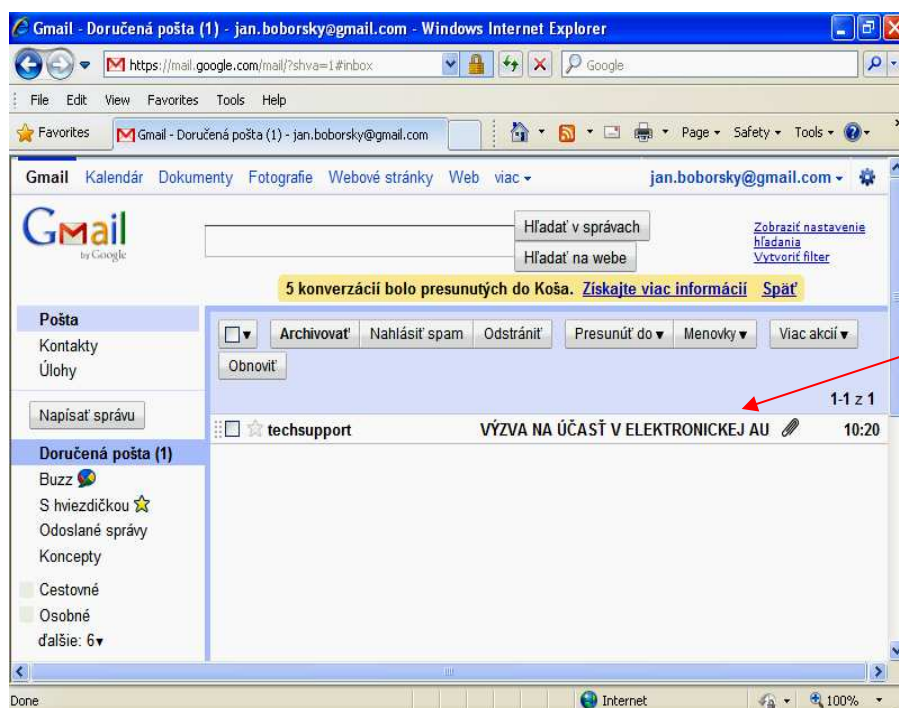 Gmail - Doručená pošta (1) - jan.boborsky@gmail.com - Windows Internet Explorer
https://mail.google.com/mail/?shva=1#inbox
Google
File Edit View Favorites Tools Help
Favorites
Gmail - Doručená pošta (1) - jan.boborsky@gmail.com
Page Safety Tools
Gmail Kalendár Dokumenty Fotografie Webové stránky Web viac jan.boborsky@gmail.com
Gmail
by Google
Hľadať v správach
Hľadať na webe
Zobraziť nastavenie
hľadania
Vytvoriť filter
5 konverzácií bolo presunutých do Koša. Získajte viac informácií Späť
Pošta
Kontakty
Úlohy
Napísať správu
Doručená pošta (1)
Buzz
S hviezdičkou
Odoslané správy
Koncepty
Cestovné
Osobné
ďalšie: 6
Archivovať Nahlásiť spam Odstrániť Presunúť do Menovky Viac akcií
Obnoviť
1-1 z 1
techsupport VÝZVA NA ÚČASŤ V ELEKTRONICKEJ AU 10:20
Done Internet 100%